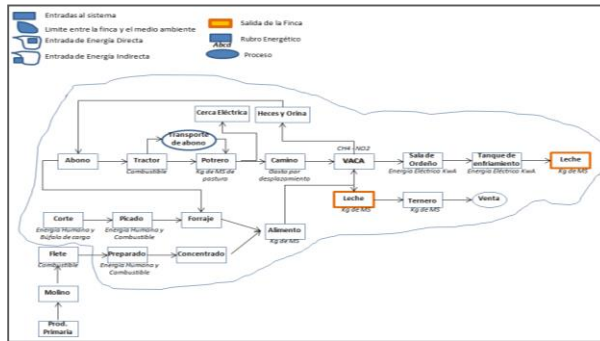 Entradas al sistema
Limite entre la finca y el medio ambiente
Entrada de Energía Directa
Entrada de Energía Indirecta
Salida de la Finca
Rubro Energético
Abcd
Proceso
Cerca Eléctrica
Heces y Orina
Transporte
de abono
CH4 - NO2
Abono
Tractor
Combustible
Potrero
Kg de MS de
pastura
Camino
Gasto por
desplazamiento
VACA
Sala de
Ordeño
Energía Eléctrica KwA
Tanque de
enfriamiento
Energía Eléctrica KwA
Leche
Kg de MS
Leche
Kg de MS
Ternero
Kg de MS
Venta
Corte
Energía Humana y
Búfalo de carga
Picado
Energía Humana y
Combustible
Forraje
Alimento
Kg de MS
Flete
Combustible
Preparado
Energía Humana y
Combustible
Concentrado
Molino
Prod.
Primaria